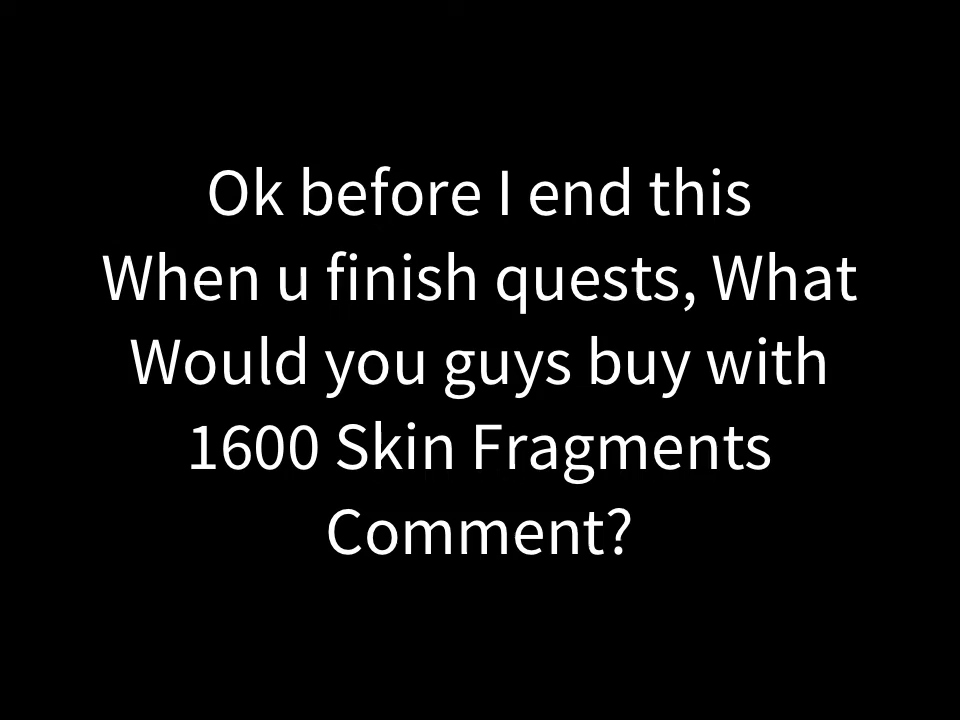 Ok before I end this
When u finish quests, What
Would you guys buy with
1600 Skin Fragments
Comment?